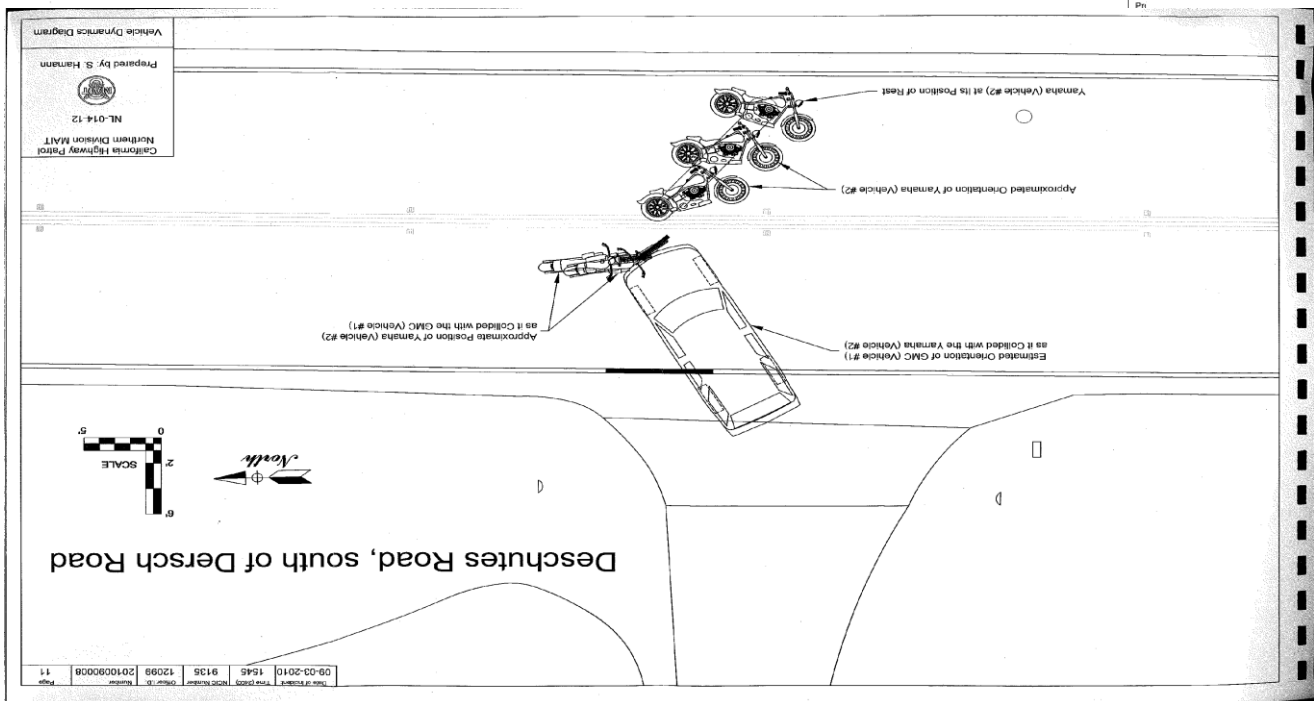 Date of Incident Time (2400) NCIC Number Officer I.D. Number Page
09-03-2010 1545 9135 12099 2010090008 11
Deschutes Road, south of Dersch Road
6'
North
2' SCALE
0 5'
Estimated Orientation of GMC (Vehicle #1)
as it Collided with the Yamaha (Vehicle #2)
Approximate Position of Yamaha (Vehicle #2)
as it Collided with the GMC (Vehicle #1)
Approximated Orientation of Yamaha (Vehicle #2)
Yamaha (Vehicle #2) at its Position of Rest
California Highway Patrol
Northern Division MAIT
NL-014-12
MAIT
Prepared by: S. Hamann
Vehicle Dynamics Diagram